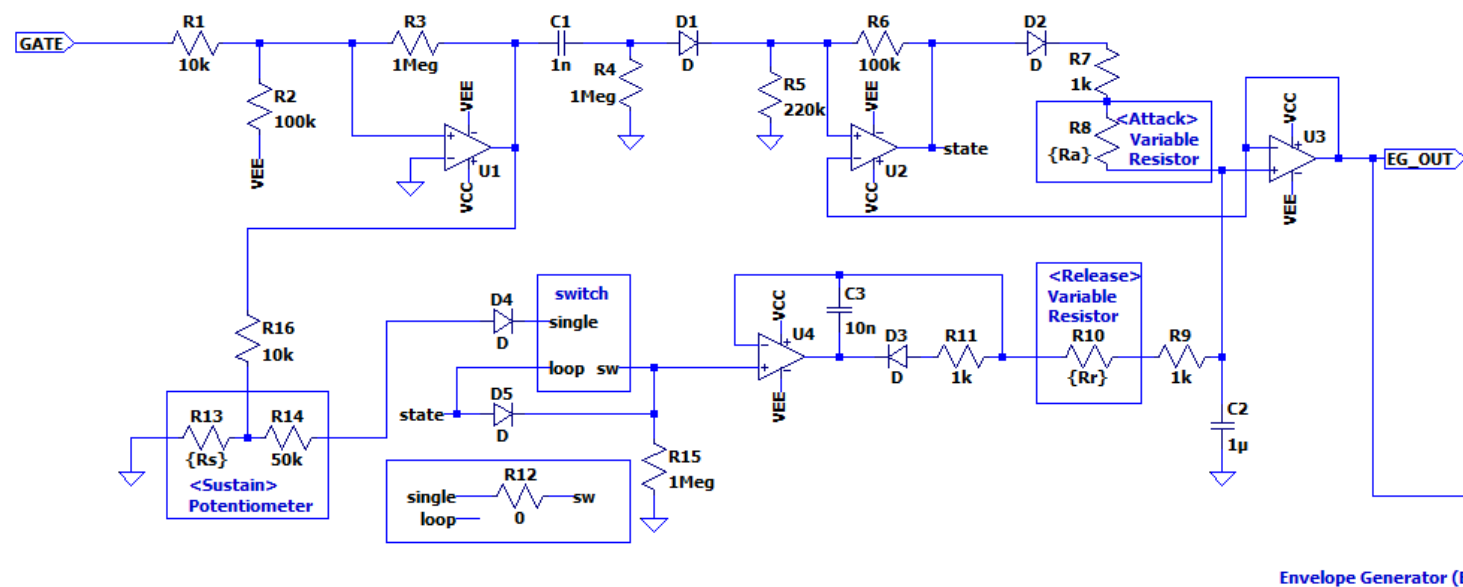 GATE
R1
10k
R2
100k
VEE
R3
1Meg
VEE
U1
VCC
C1
1n
R4
1Meg
D1
D
R5
220k
R6
100k
VEE
U2
VCC
state
D2
D
R7
1k
<Attack>
Variable
Resistor
R8
{Ra}
VCC
U3
VEE
EG_OUT
R16
10k
R13
{Rs}
R14
50k
<Sustain>
Potentiometer
D4
D
switch
single
loop sw
state
D5
D
R12
single
sw
loop
0
R15
1Meg
VCC
U4
VEE
C3
10n
D3
D
R11
1k
<Release>
Variable
Resistor
R10
{Rr}
R9
1k
C2
1µ
Envelope Generator (